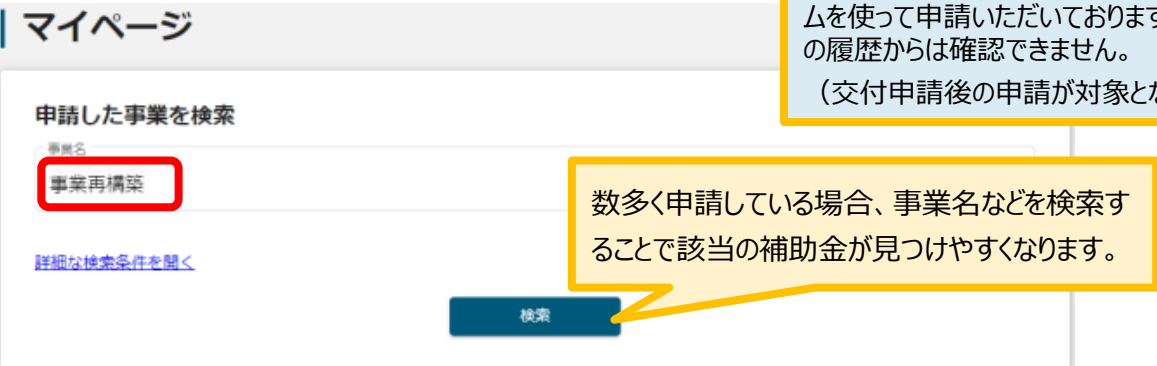 マイページ
ムを使って申請いただいております
の履歴からは確認できません。
（交付申請後の申請が対象とな
申請した事業を検索
事業名
事業再構築
数多く申請している場合、事業名などを検索す
ることで該当の補助金が見つけやすくなります。
詳細な検索条件を開く
検索